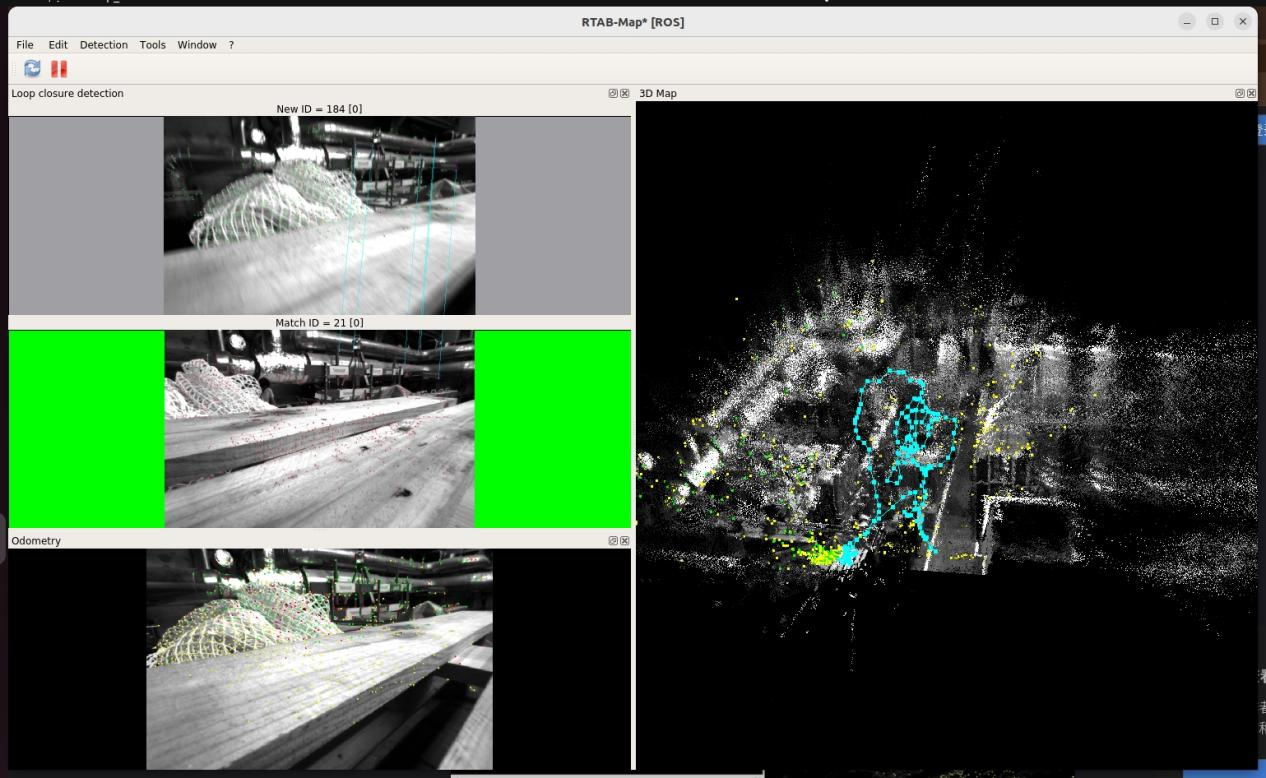 RTAB-Map* [ROS]
File Edit Detection Tools Window ?
Loop closure detection
New ID = 184 [0]
Match ID = 21 [0]
Odometry
3D Map